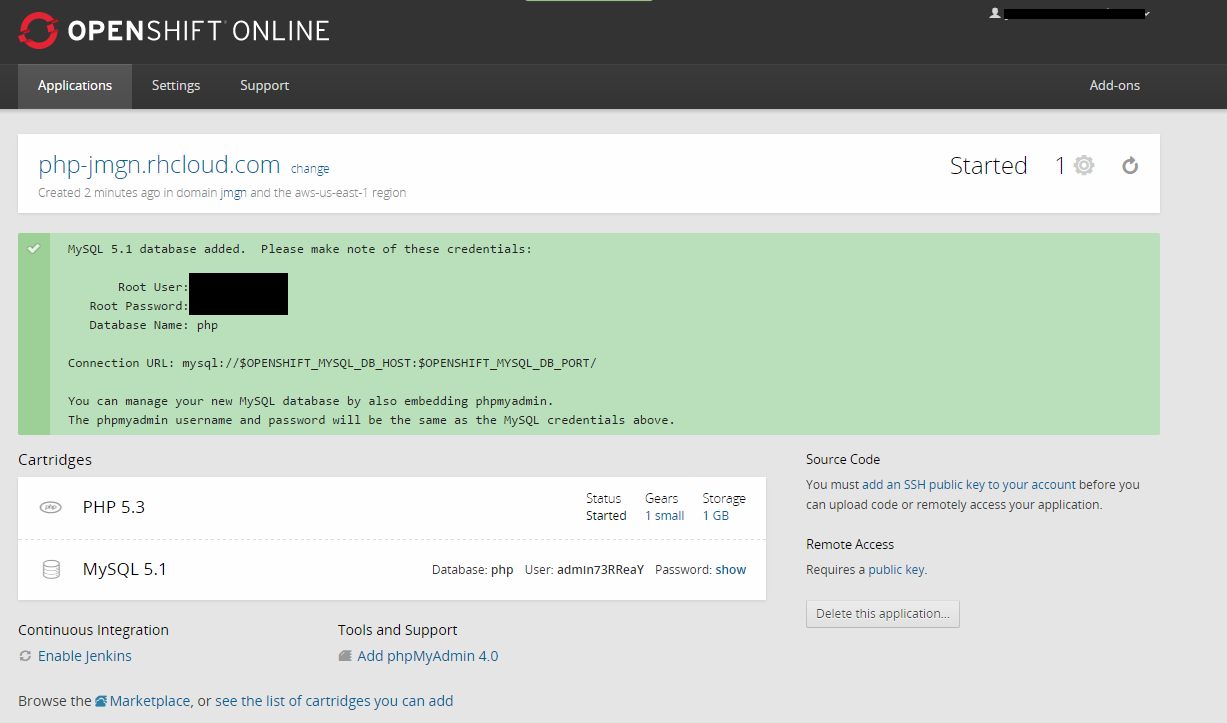 OPENSHIFT ONLINE
Applications
Settings
Support
Add-ons
php-jmgn.rhcloud.com change
Started 1
Created 2 minutes ago in domain jmgn and the aws-us-east-1 region
MySQL 5.1 database added.  Please make note of these credentials:
Root User:
Root Password:
Database Name: php
Connection URL: mysql://$OPENSHIFT_MYSQL_DB_HOST:$OPENSHIFT_MYSQL_DB_PORT/
You can manage your new MySQL database by also embedding phpmyadmin.
The phpmyadmin username and password will be the same as the MySQL credentials above.
Cartridges
php
PHP 5.3
Status
Gears
Storage
Started
1 small
1 GB
MySQL 5.1
Database: php User: admin73RReaY Password: show
Source Code
You must add an SSH public key to your account before you
can upload code or remotely access your application.
Remote Access
Requires a public key.
Delete this application...
Continuous Integration
Enable Jenkins
Tools and Support
Add phpMyAdmin 4.0
Browse the Marketplace, or see the list of cartridges you can add